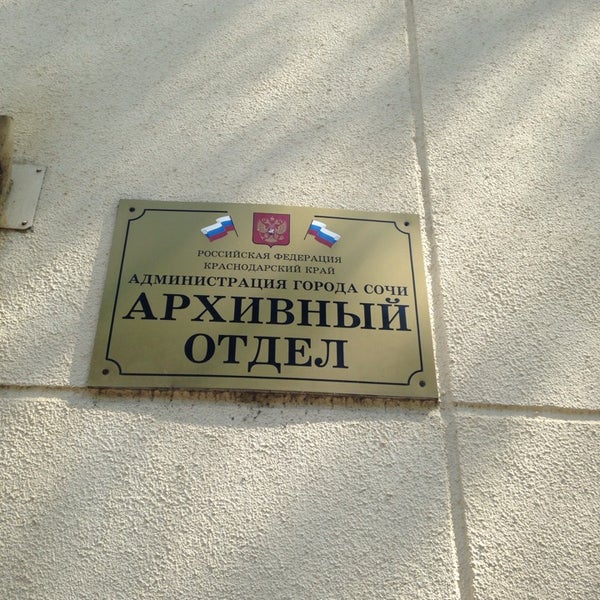 РОССИЙСКАЯ ФЕДЕРАЦИЯ
КРАСНОДАРСКИЙ КРАЙ
АДМИНИСТРАЦИЯ ГОРОДА СОЧИ
АРХИВНЫЙ
ОТДЕЛ